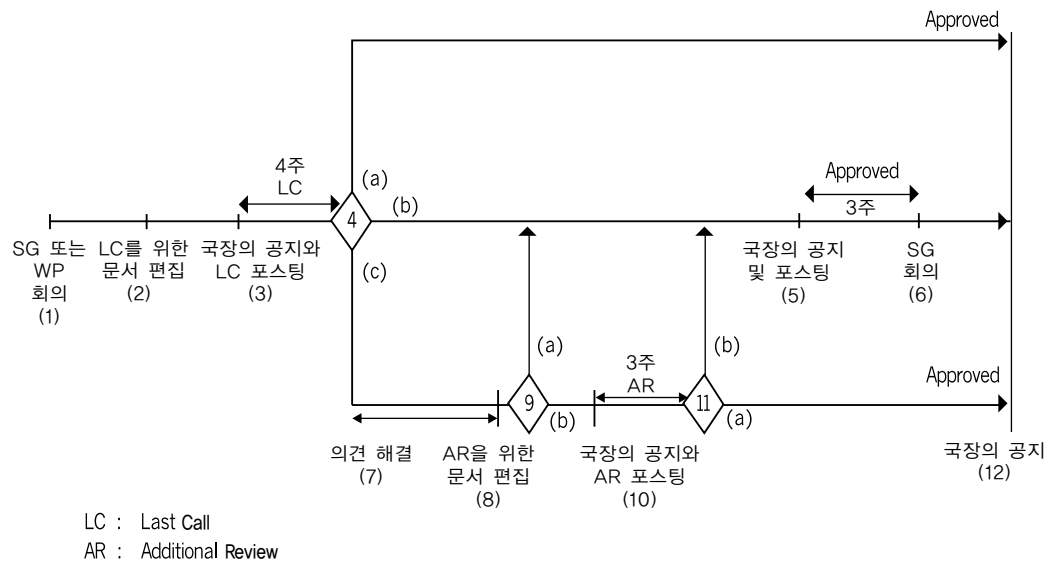 Approved
4주
LC
(a)
4
(b)
(c)
Approved
3주
SG 또는
WP
회의
(1)
LC를 위한
문서 편집
(2)
국장의 공지와
LC 포스팅
(3)
국장의 공지
및 포스팅
(5)
SG
회의
(6)
(a)
3주
AR
(b)
Approved
9
(b)
11
(a)
의견 해결
(7)
AR을 위한
문서 편집
(8)
국장의 공지와
AR 포스팅
(10)
국장의 공지
(12)
LC : Last Call
AR : Additional Review